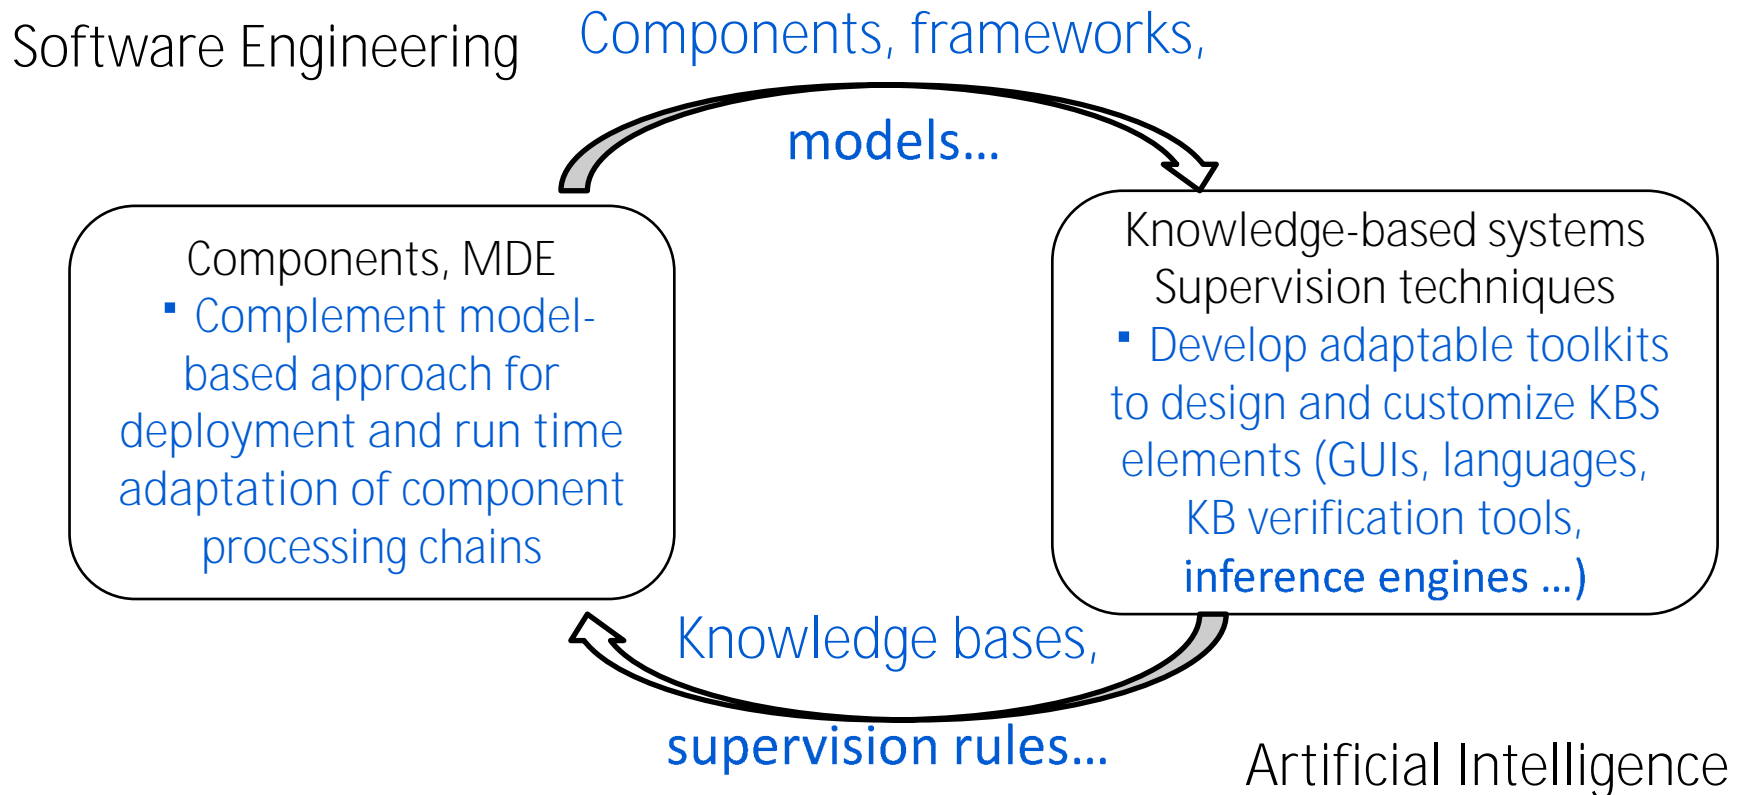 Software Engineering
Components, frameworks,
models...
Components, MDE
▪ Complement model-
based approach for
deployment and run time
adaptation of component
processing chains
Knowledge-based systems
Supervision techniques
▪ Develop adaptable toolkits
to design and customize KBS
elements (GUIs, languages,
KB verification tools,
inference engines ...)
Knowledge bases,
supervision rules...
Artificial Intelligence